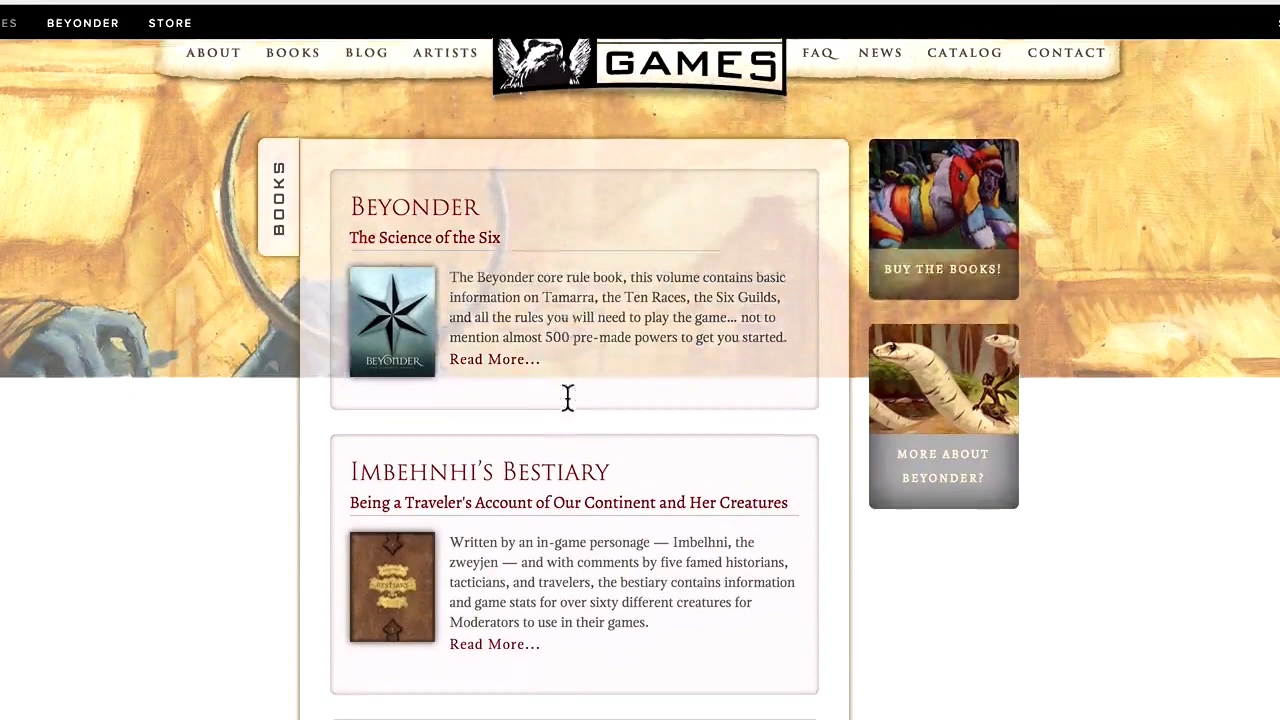 ES BEYONDER STORE
ABOUT BOOKS BLOG ARTISTS GAMES FAQ NEWS CATALOG CONTACT
BOOKS
BEYONDER
The Science of the Six
The Beyonder core rule book, this volume contains basic
information on Tamarra, the Ten Races, the Six Guilds,
and all the rules you will need to play the game... not to
mention almost 500 pre-made powers to get you started.
Read More...
BEYONDER
IMBEHNHI'S BESTIARY
Being a Traveler's Account of Our Continent and Her Creatures
Written by an in-game personage — Imbelhni, the
zweyjen — and with comments by five famed historians,
tacticians, and travelers, the bestiary contains information
and game stats for over sixty different creatures for
Moderators to use in their games.
Read More...
BESTIARY
BUY THE BOOKS!
MORE ABOUT
BEYONDER?